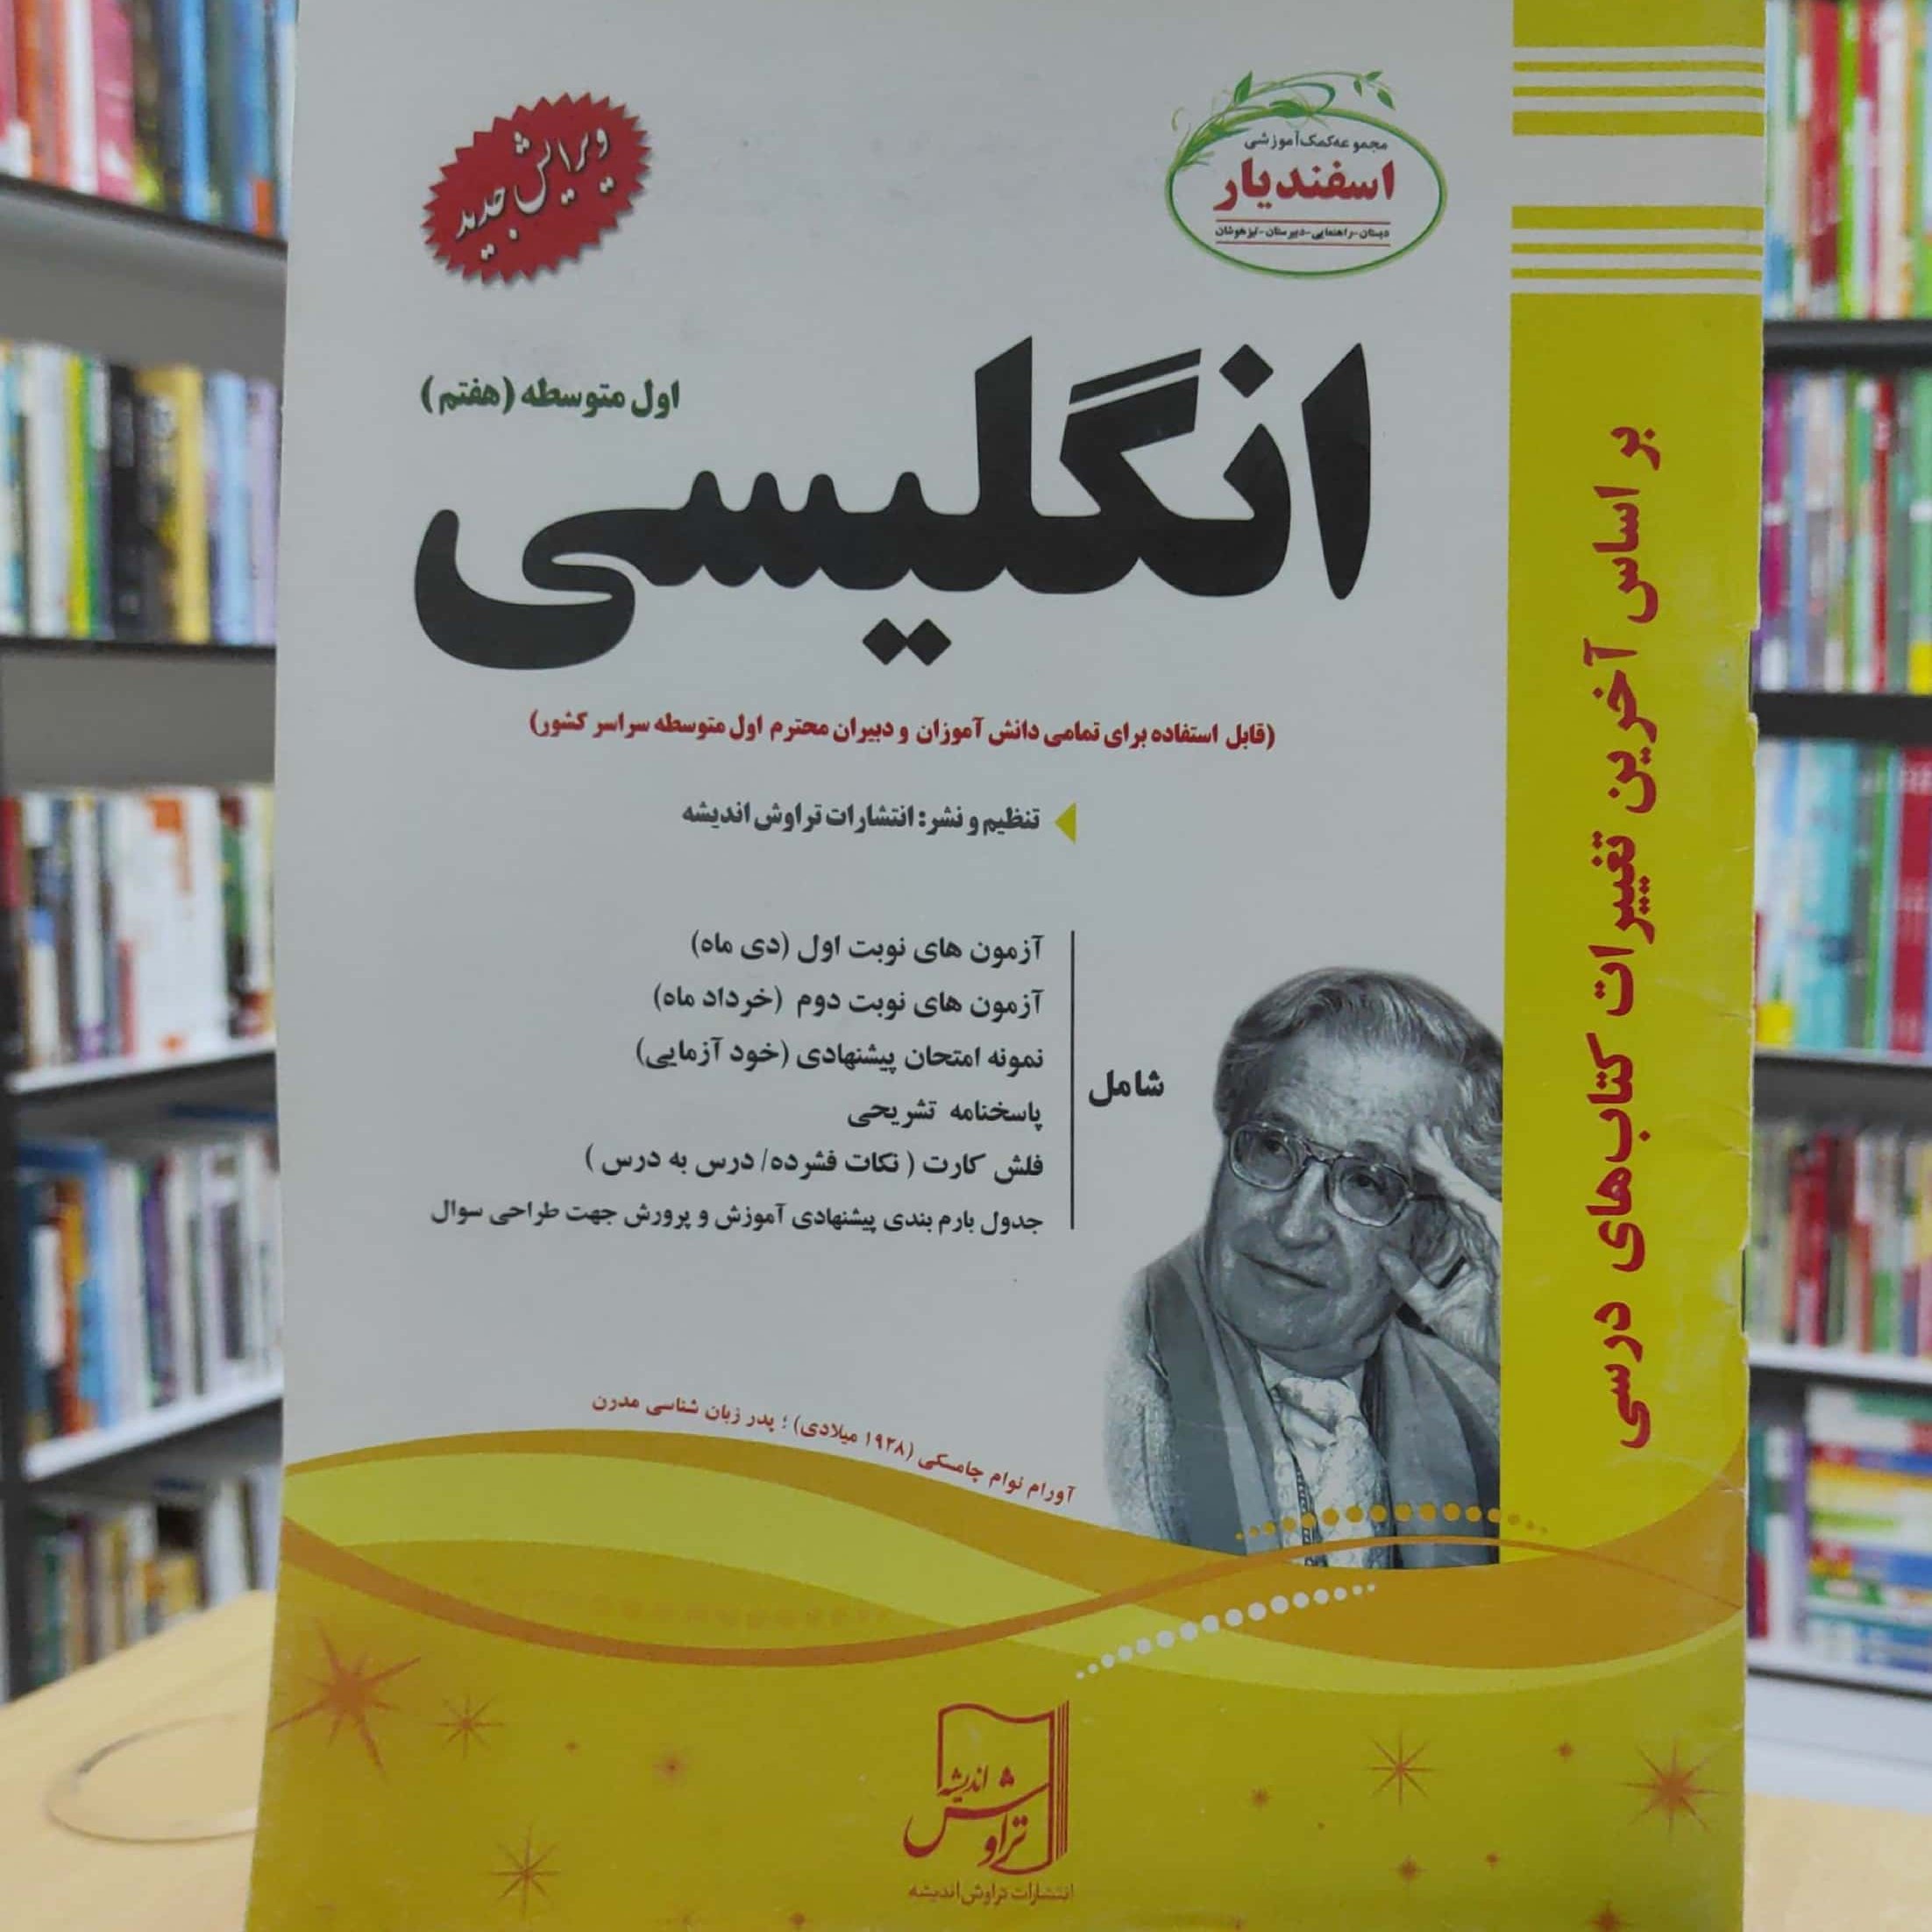 مجموعه کمک آموزشی
اسفندیار
دبستان-راهنمایی-دبیرستان-تیزهوشان
ویرایش جدید
اول متوسطه (هفتم)
انگلیسی
(قابل استفاده برای تمامی دانش آموزان و دبیران محترم اول متوسطه سراسر کشور)
تنظیم و نشر: انتشارات تراوش اندیشه
شامل
آزمون های نوبت اول (دی ماه)
آزمون های نوبت دوم (خرداد ماه)
نمونه امتحان پیشنهادی (خود آزمایی)
پاسخنامه تشریحی
فلش کارت ( نکات فشرده/ درس به درس )
جدول بارم بندی پیشنهادی آموزش و پرورش جهت طراحی سوال
آورام نوام چامسکی (۱۹۲۸ میلادی) ؛ پدر زبان شناسی مدرن
بر اساس آخرین تغییرات کتاب‌های درسی
تراوش اندیشه
انتشارات تراوش اندیشه